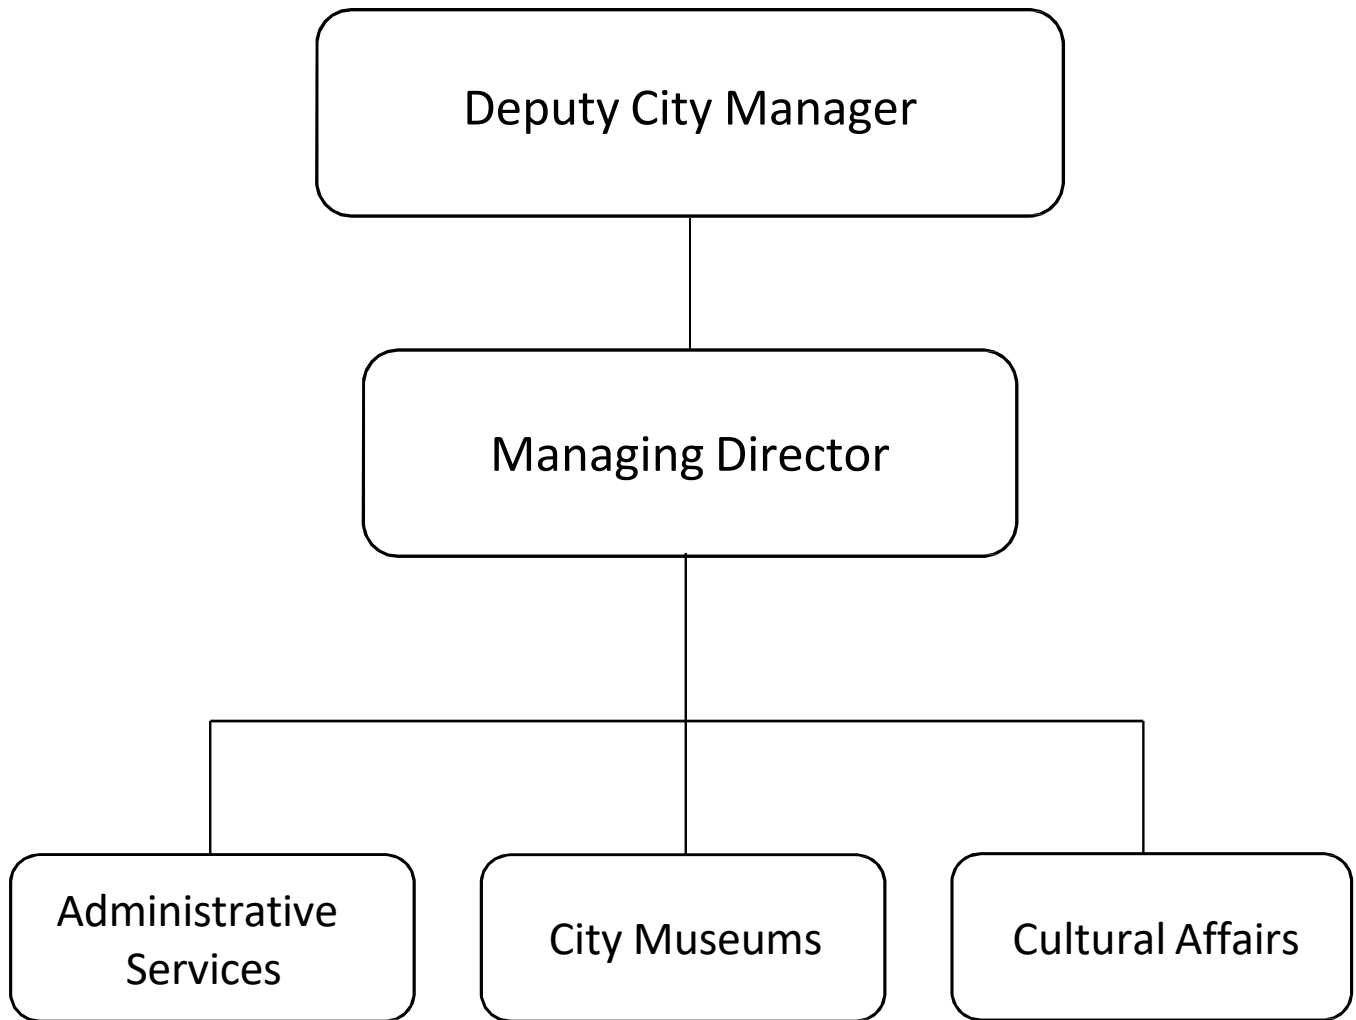 Deputy City Manager
Managing Director
Administrative
Services
City Museums
Cultural Affairs